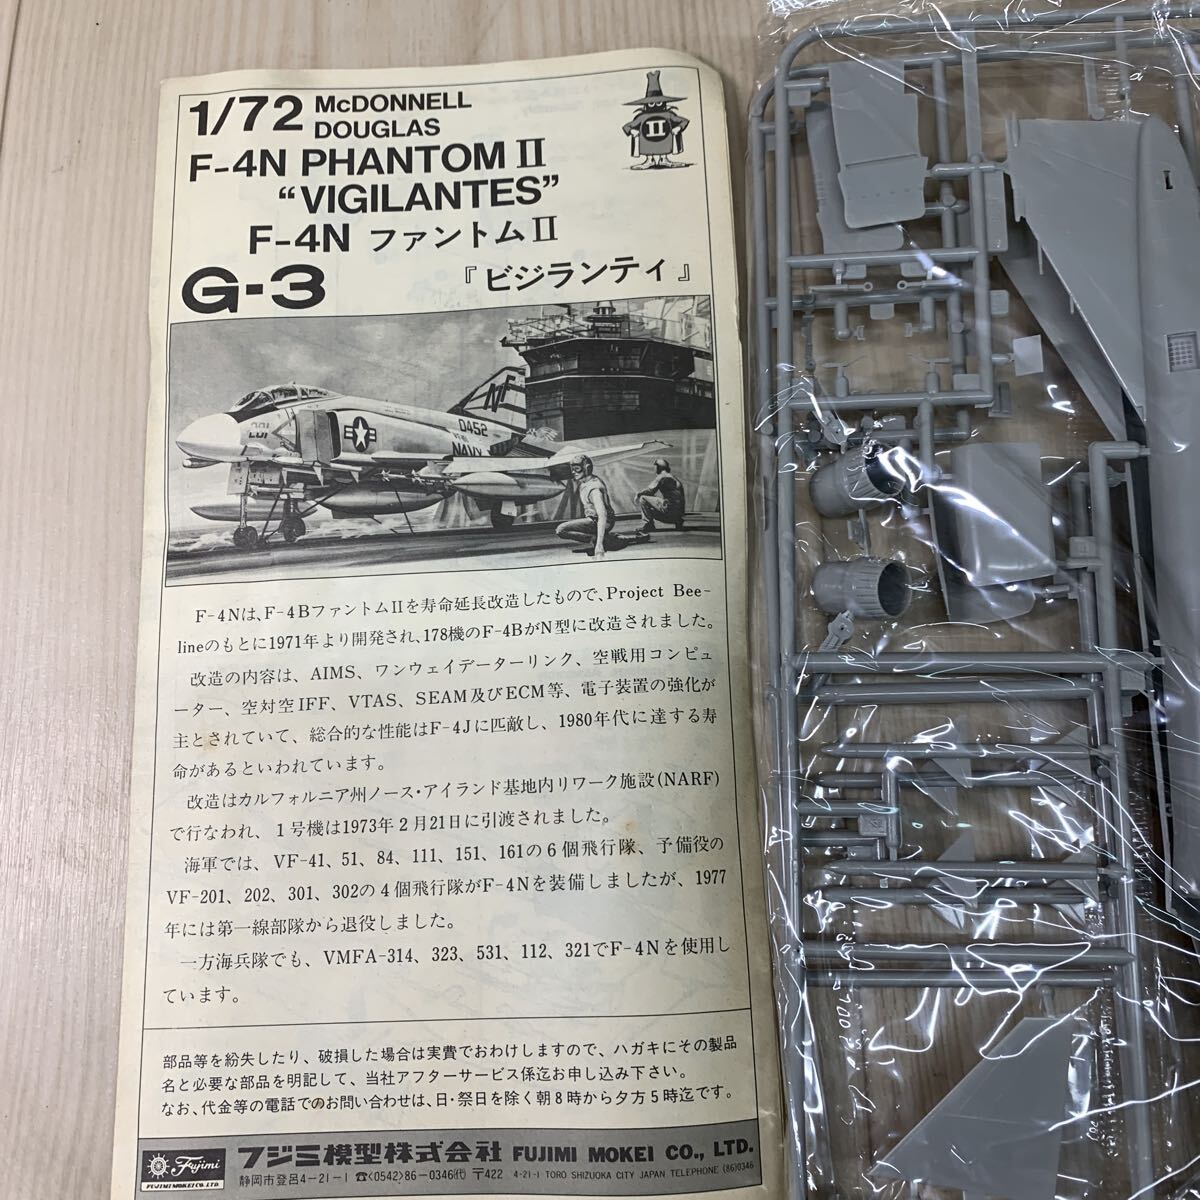 1/72 McDONNELL
DOUGLAS
F-4N PHANTOM II
II
“VIGILANTES”
F-4N ファントムII
G-3
『ビジランティ』
NF
201
0452
NAVY
F-4Nは、F-4BファントムIIを寿命延長改造したもので、Project Bee-
lineのもとに1971年より開発され、178機のF-4BがN型に改造されました。
改造の内容は、AIMS、ワンウェイデーターリンク、空戦用コンピュ
ーター、空対空IFF、VTAS、SEAM及びECM等、電子装置の強化が
主とされていて、総合的な性能はF-4Jに匹敵し、1980年代に達する寿
命があるといわれています。
改造はカルフォルニア州ノース・アイランド基地内リワーク施設(NARF)
で行なわれ、1号機は1973年2月21日に引渡されました。
海軍では、VF-41、51、84、111、151、161の6個飛行隊、予備役の
VF-201、202、301、302の4個飛行隊がF-4Nを装備しましたが、1977
年には第一線部隊から退役しました。
一方海兵隊でも、VMFA-314、323、531、112、321でF-4Nを使用し
ています。
部品等を紛失したり、破損した場合は実費でおわけしますので、ハガキにその製品
名と必要な部品を明記して、当社アフターサービス係迄お申し込み下さい。
なお、代金等の電話でのお問い合わせは、日・祭日を除く朝8時から夕方5時迄です。
Fujimi
FUJIMI MOKEI CO. LTD.
フジミ模型株式会社 FUJIMI MOKEI CO., LTD.
静岡市登呂4-21-1 ☎<0542>86-0346㈹ 〒422 4-21-1 TORO SHIZUOKA CITY JAPAN TELEPHONE (86)0346